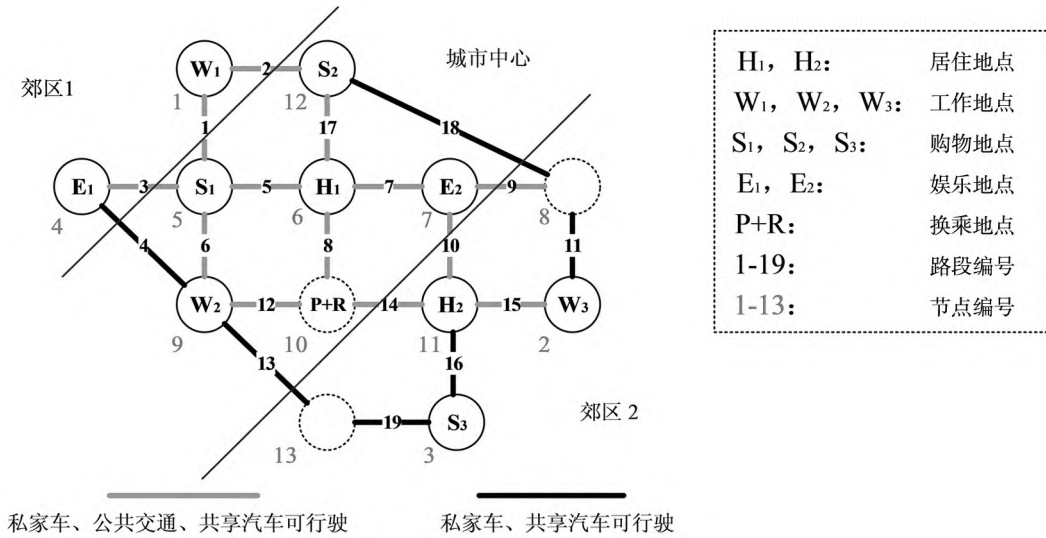 郊区1
城市中心
W₁ 2 S₂
1 12
1 17 18
E₁ 3 S₁ 5 H₁ 7 E₂ 9
4 5 6 7 8
4 6 8 10 11
W₂ 12 P+R 14 H₂ 15 W₃
9 10 11 2
13 16
19 S₃
13 3
郊区 2
私家车、公共交通、共享汽车可行驶
私家车、共享汽车可行驶
H₁，H₂： 居住地点
W₁，W₂，W₃： 工作地点
S₁，S₂，S₃： 购物地点
E₁，E₂： 娱乐地点
P+R： 换乘地点
1-19： 路段编号
1-13： 节点编号